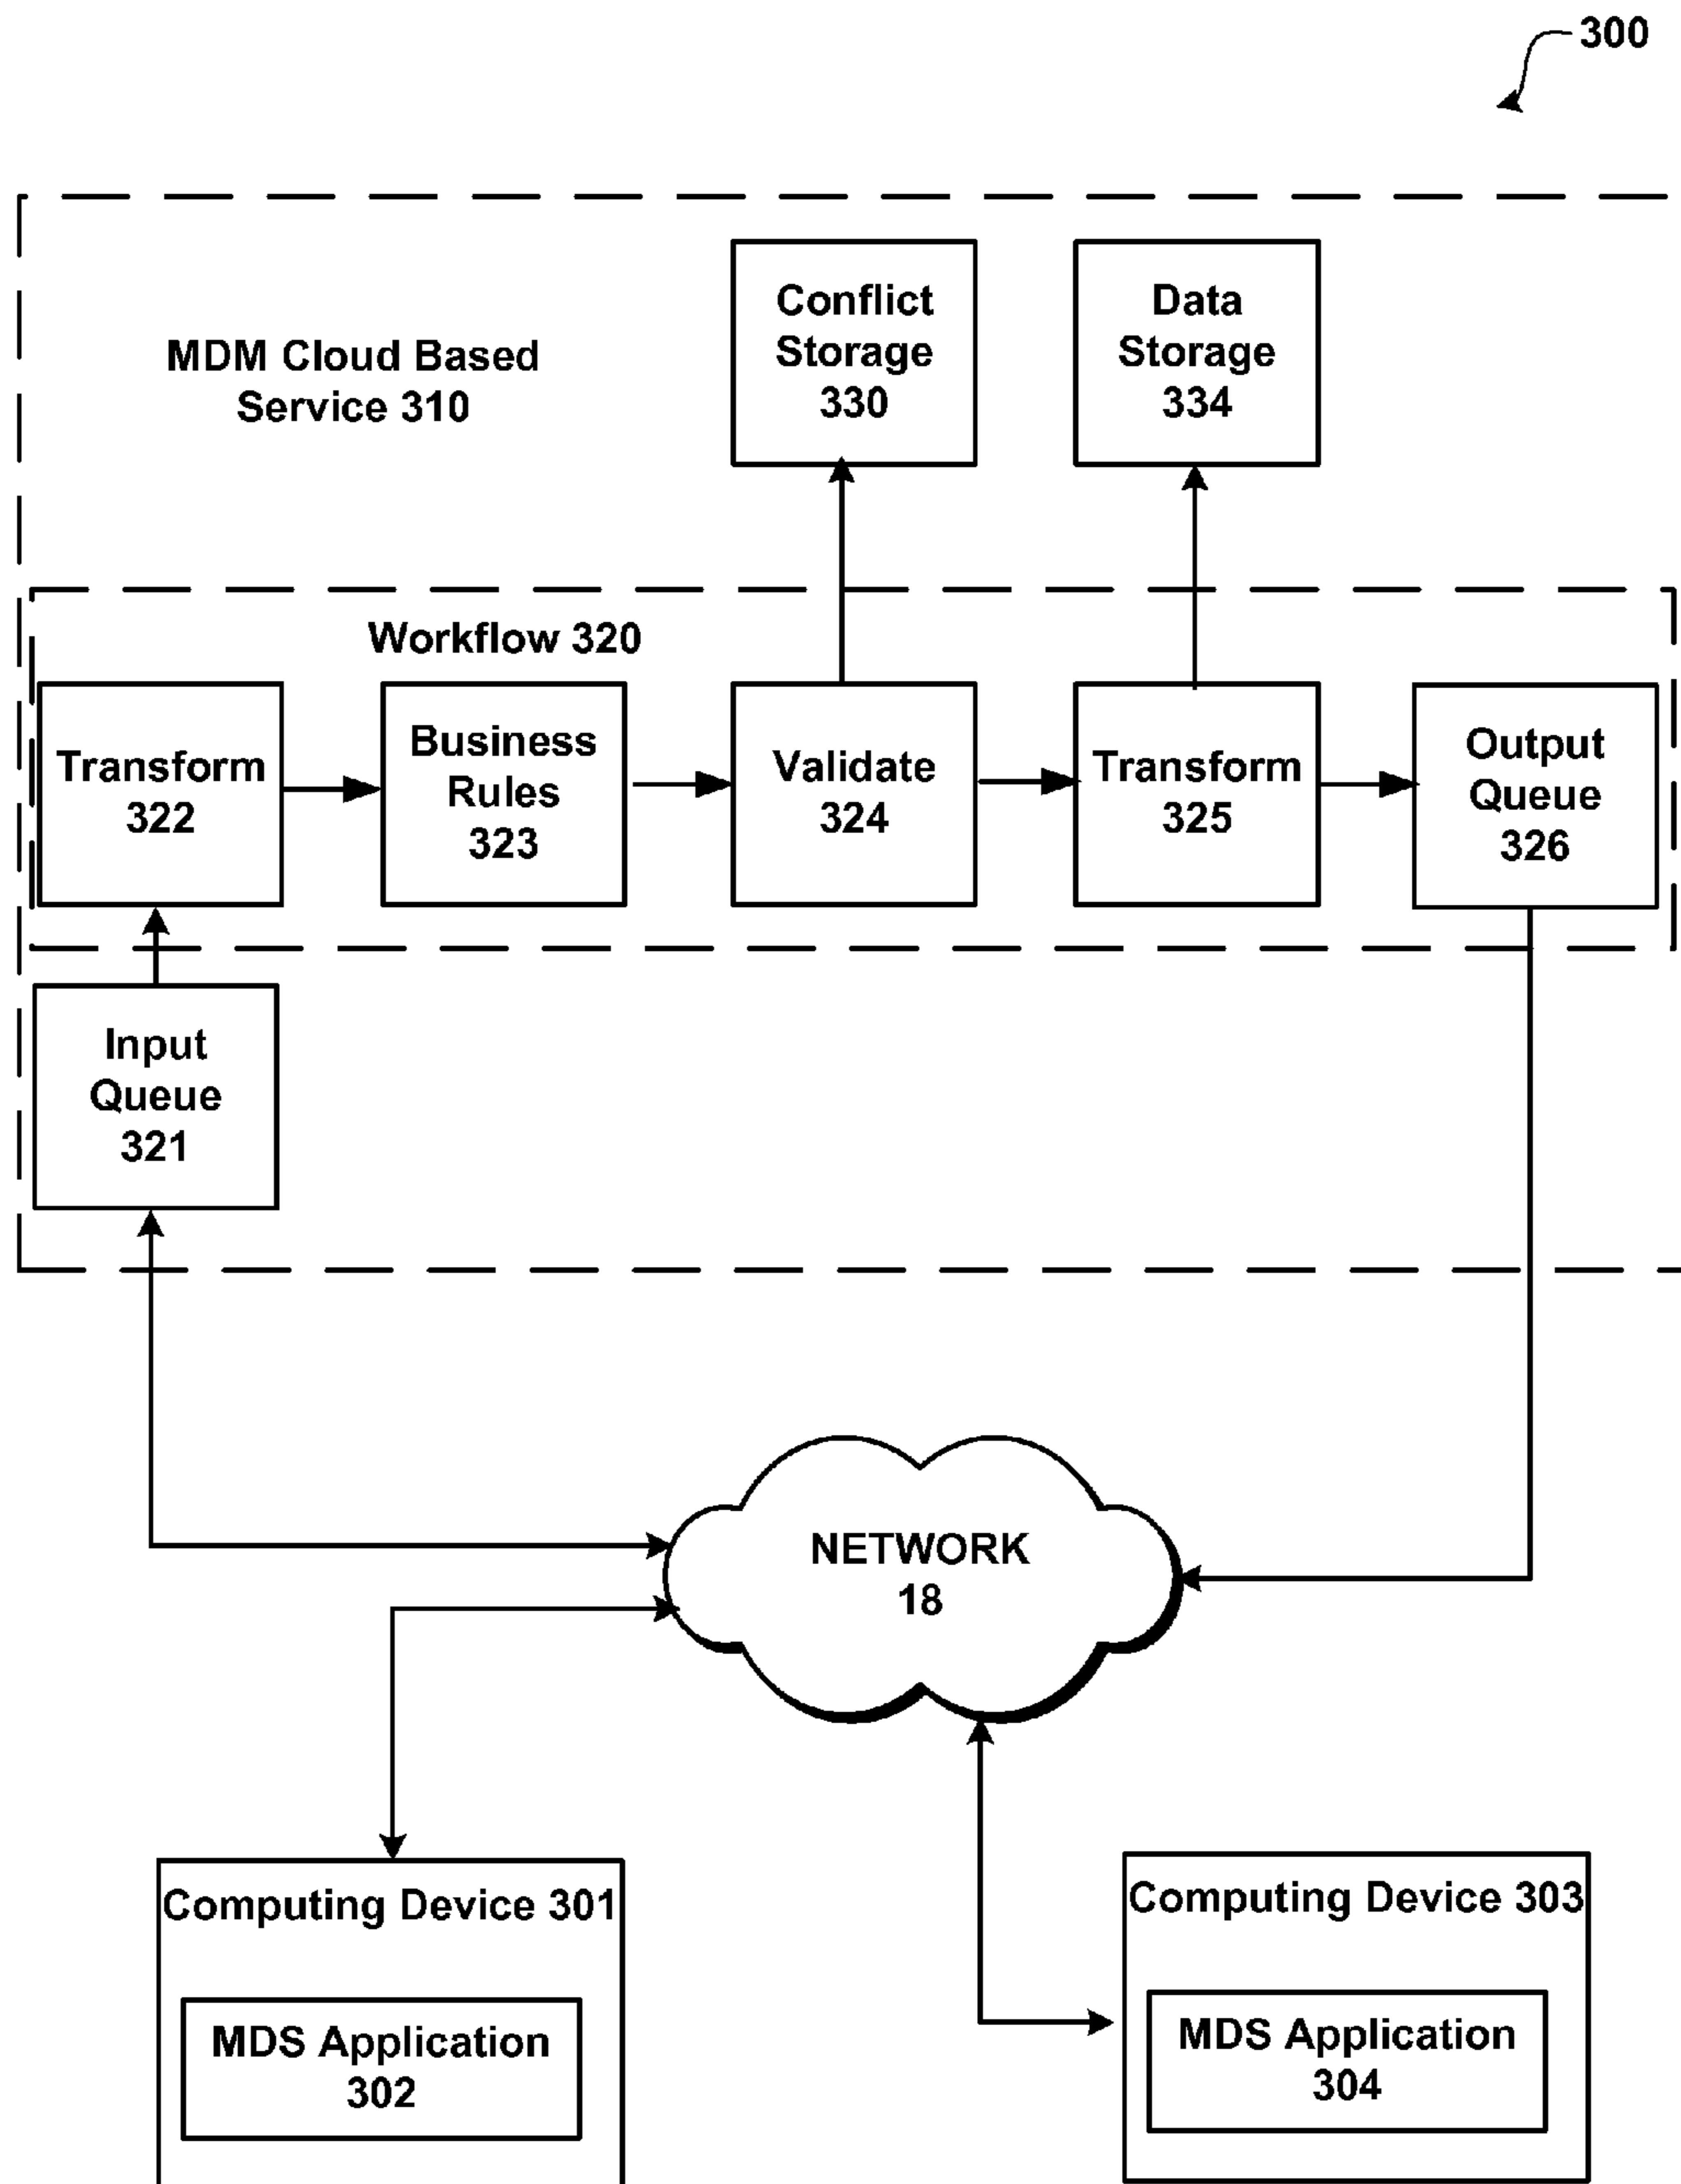 300
MDM Cloud Based
Service 310
Conflict
Storage
330
Data
Storage
334
Workflow 320
Transform
322
Business
Rules
323
Validate
324
Transform
325
Output
Queue
326
Input
Queue
321
NETWORK
18
Computing Device 301
MDS Application
302
Computing Device 303
MDS Application
304